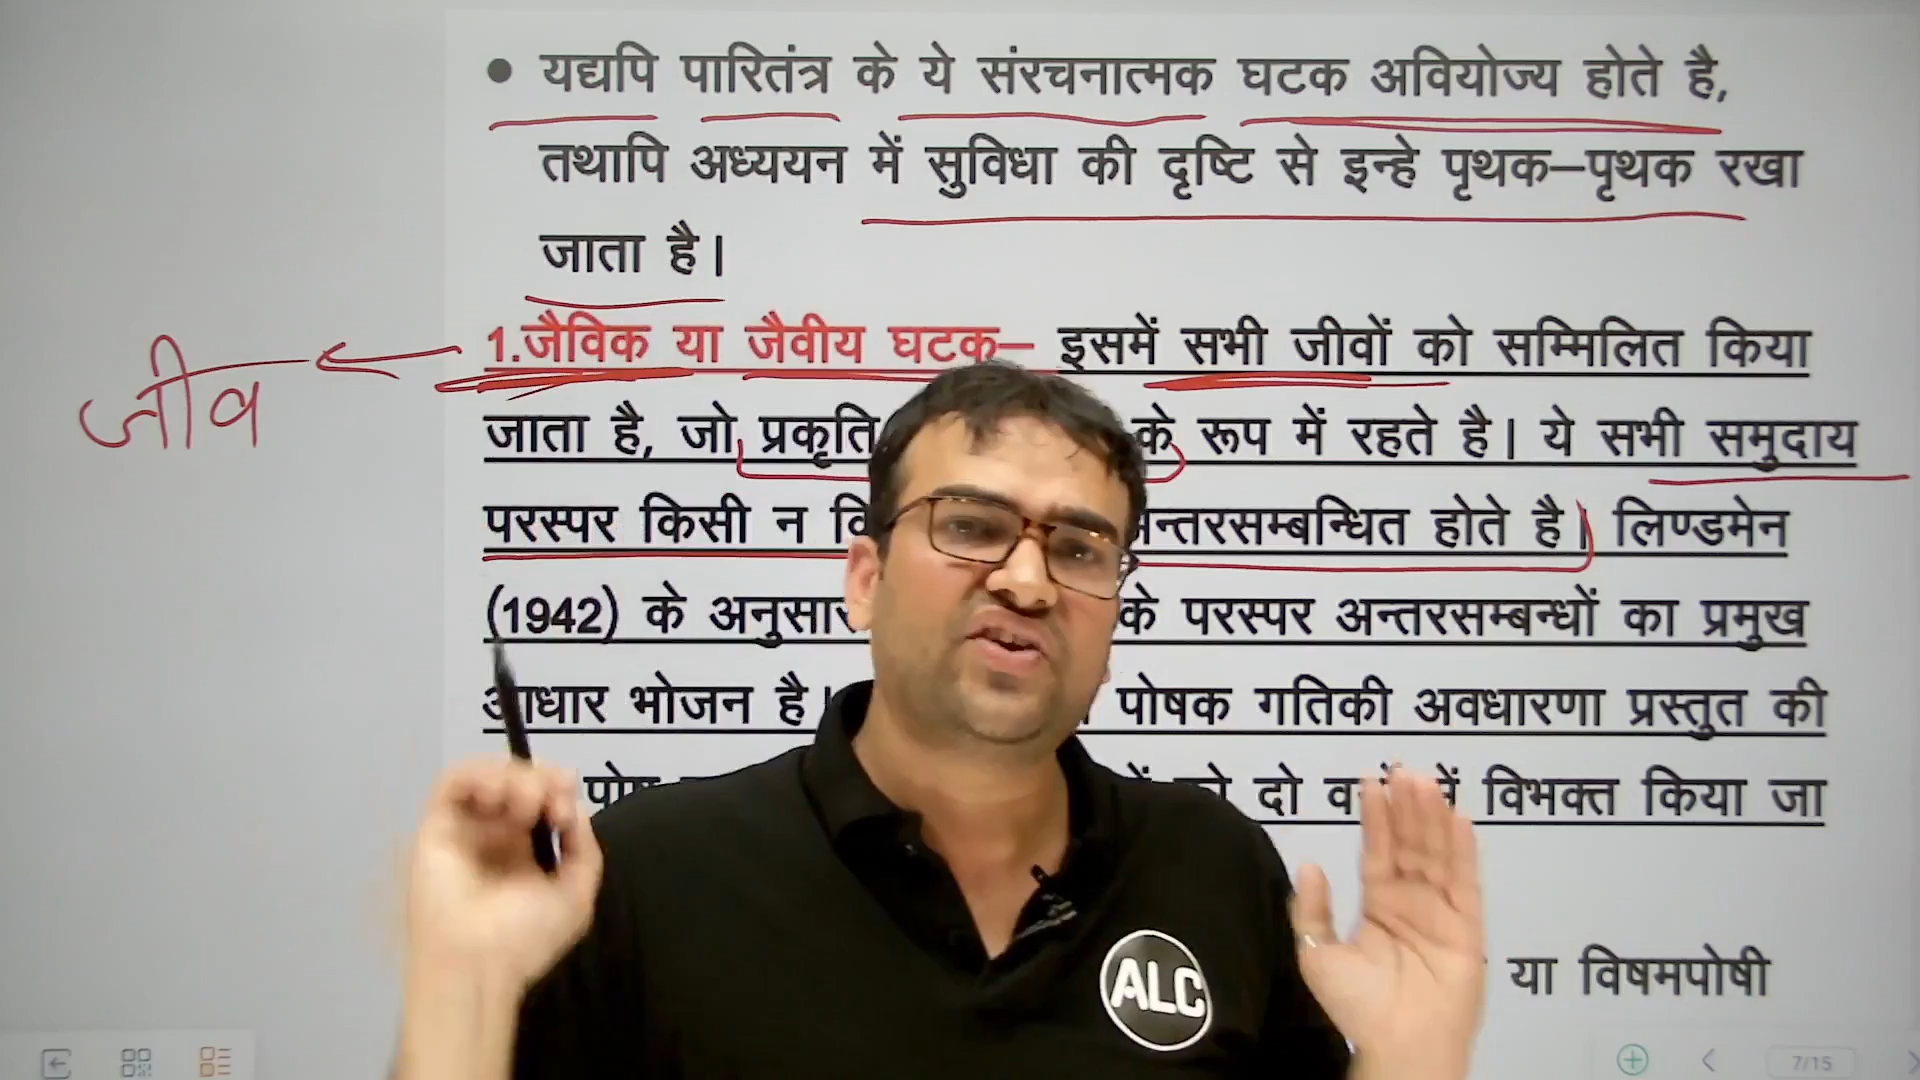 • यद्यपि पारितंत्र के ये संरचनात्मक घटक अवियोज्य होते है,
तथापि अध्ययन में सुविधा की दृष्टि से इन्हे पृथक–पृथक रखा
जाता है।
1.जैविक या जैवीय घटक– इसमें सभी जीवों को सम्मिलित किया
जीव
जाता है, जो प्रकृति के रूप में रहते है। ये सभी समुदाय
परस्पर किसी न अन्तरसम्बन्धित होते है। लिण्डमेन
(1942) के अनुसार के परस्पर अन्तरसम्बन्धों का प्रमुख
आधार भोजन है। पोषक गतिकी अवधारणा प्रस्तुत की
दो में विभक्त किया जा
या विषमपोषी
ALC
7/15